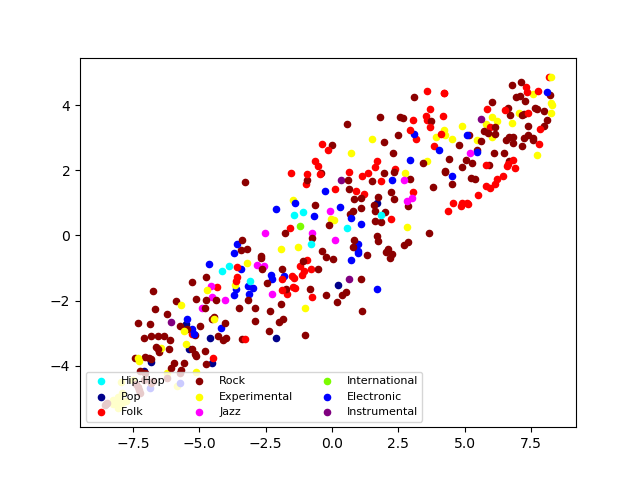 4
2
0
−2
−4
Hip-Hop Rock International
Pop Experimental Electronic
Folk Jazz Instrumental
−7.5 −5.0 −2.5 0.0 2.5 5.0 7.5